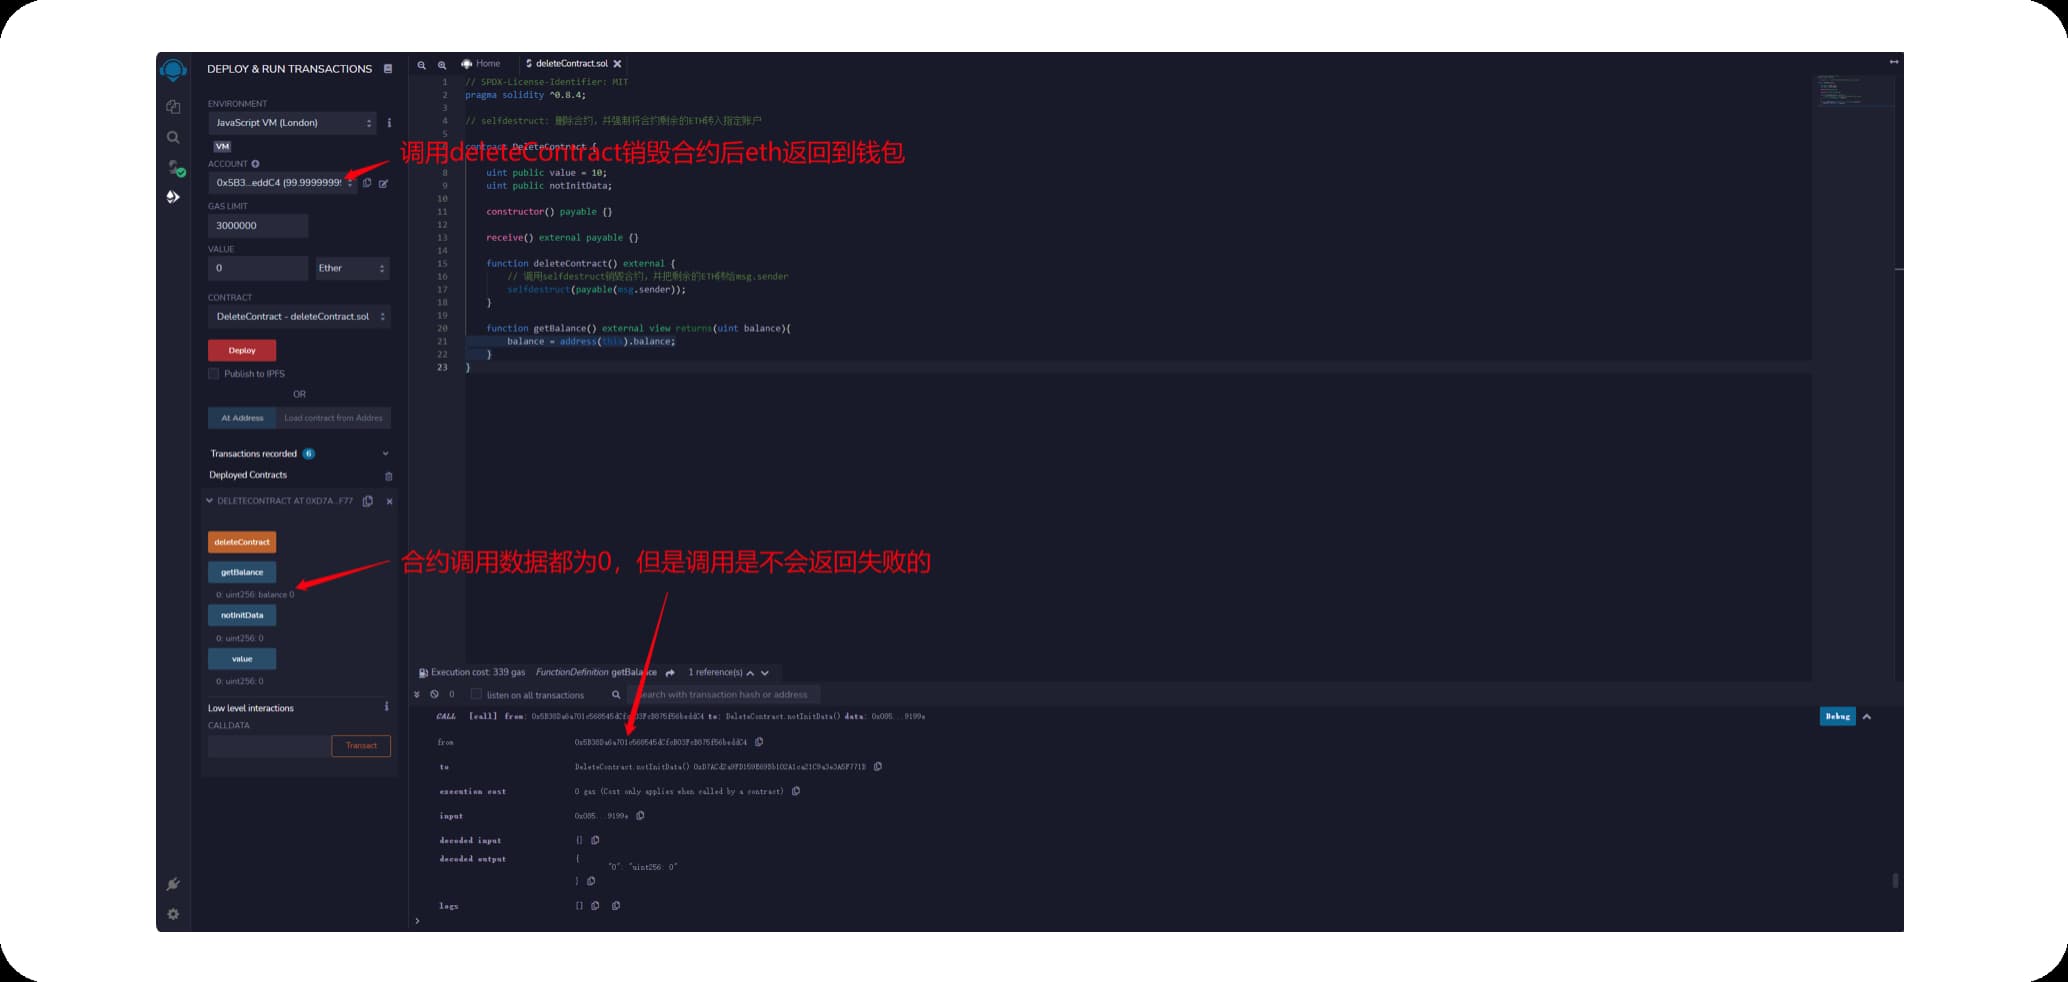 DEPLOY & RUN TRANSACTIONS
ENVIRONMENT
JavaScript VM (London)
VM
ACCOUNT
0x5B3...eddC4 (99.9999999
GAS LIMIT
3000000
VALUE
0
Ether
CONTRACT
DeleteContract - deleteContract.sol
Deploy
Publish to IPFS
OR
At Address
Load contract from Addres
Transactions recorded 6
Deployed Contracts
DELETECONTRACT AT 0XD7A...F77
deleteContract
getBalance
0: uint256: balance 0
notInitData
0: uint256: 0
value
0: uint256: 0
Low level interactions
CALLDATA
Transact
Home
deleteContract.sol
1 // SPDX-License-Identifier: MIT
2 pragma solidity ^0.8.4;
3
4 // selfdestruct: 删除合约，并强制将合约剩余的ETH转入指定账户
5
contract DeleteContract {
调用deleteContract销毁合约后eth返回到钱包
8 uint public value = 10;
9 uint public notInitData;
10
11 constructor() payable {}
12
13 receive() external payable {}
14
15 function deleteContract() external {
16 // 调用selfdestruct销毁合约，并把剩余的ETH转给msg.sender
17 selfdestruct(payable(msg.sender));
18 }
19
20 function getBalance() external view returns(uint balance){
21 balance = address(this).balance;
22 }
23 }
合约调用数据都为0，但是调用是不会返回失败的
Execution cost: 339 gas FunctionDefinition getBalance 1 reference(s)
0 listen on all transactions
Search with transaction hash or address
CALL [call] from: 0x5B38Da6a701c568545dCfcB03FcB875f56beddC4 to: DeleteContract.notInitData() data: 0x085...9199e
Debug
from 0x5B38Da6a701c568545dCfcB03FcB875f56beddC4
to DeleteContract.notInitData()
execution cost 0 gas (Cost only applies when called by a contract)
input 0x085...9199e
decoded input {}
decoded output {
"0": "uint256: 0"
}
logs []
>